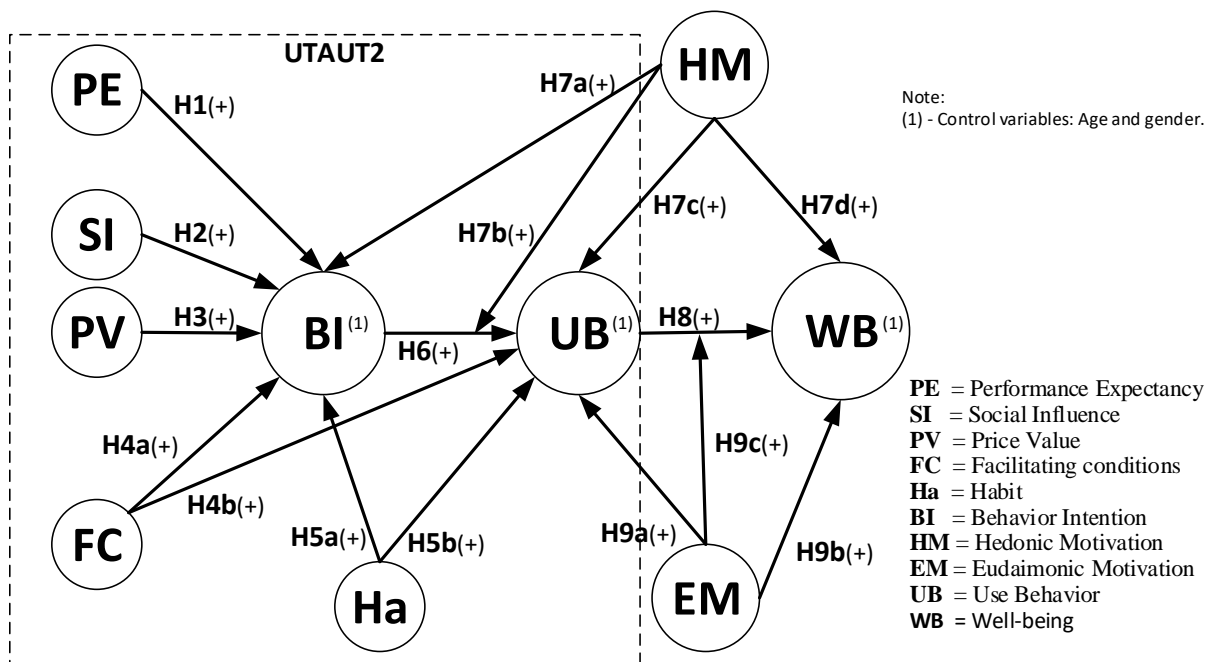 UTAUT2
PE
HM
H1(+)
H7a(+)
Note:
(1) - Control variables: Age and gender.
SI
H2(+)
H7b(+)
H7c(+)
H7d(+)
PV
H3(+)
BI(1)
H6(+)
UB(1)
H8(+)
WB(1)
H4a(+)
H4b(+)
FC
H5a(+)
H5b(+)
Ha
H9a(+)
H9c(+)
H9b(+)
EM
PE = Performance Expectancy
SI = Social Influence
PV = Price Value
FC = Facilitating conditions
Ha = Habit
BI = Behavior Intention
HM = Hedonic Motivation
EM = Eudaimonic Motivation
UB = Use Behavior
WB = Well-being